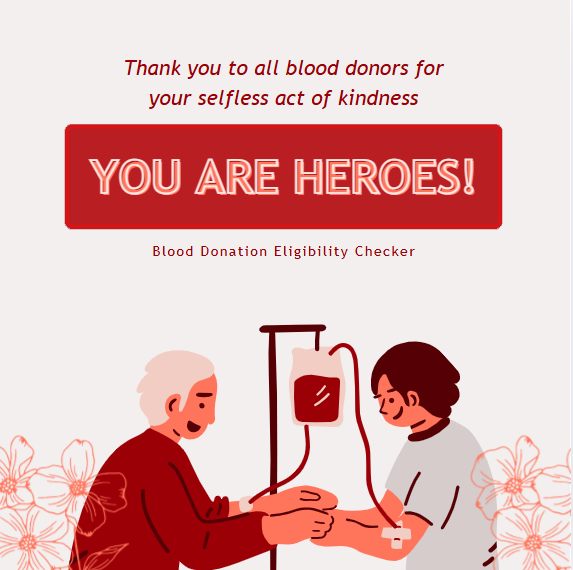 Thank you to all blood donors for
your selfless act of kindness
YOU ARE HEROES!
Blood Donation Eligibility Checker